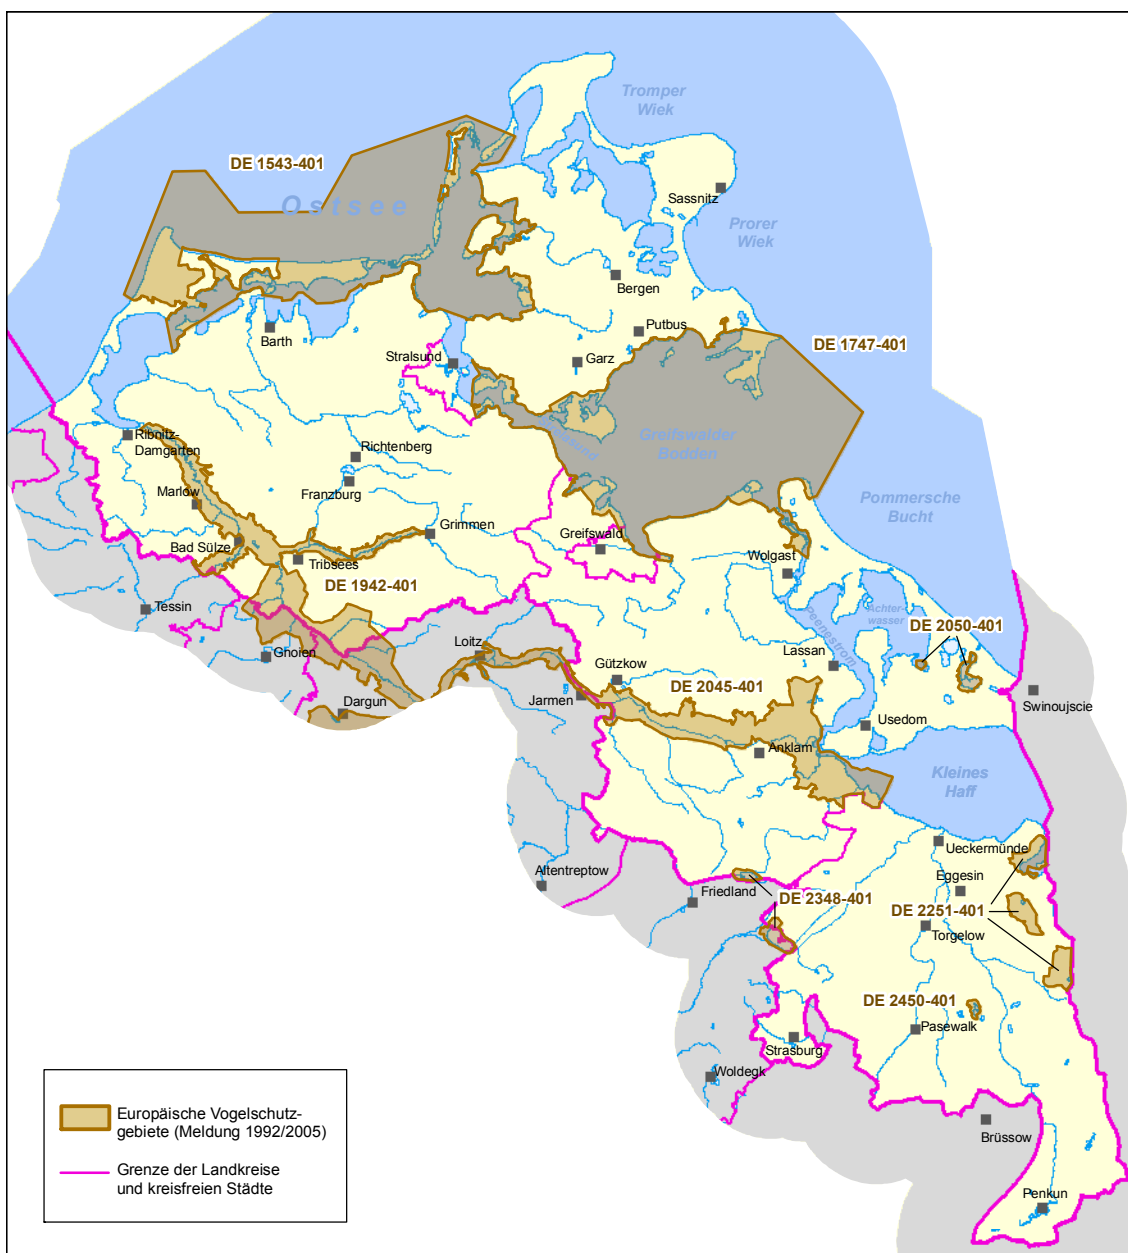 Tromper
Wiek
DE 1543-401
Sassnitz
Ostsee
Prorer
Wiek
Bergen
Putbus
Barth
DE 1747-401
Stralsund
Garz
Ribnitz-
Damgarten
Greifswalder
Bodden
Richtenberg
Franzburg
Marlow
Pommersche
Bucht
Grimmen
Bad Sülze
Greifswald
Wolgast
Tribsees
DE 1942-401
Tessin
Achter-
wasser
Peenestrom
DE 2050-401
Loitz
Gnoien
Lassan
Gützkow
DE 2045-401
Jarmen
Dargun
Swinoujscie
Usedom
Anklam
Kleines
Haff
Ueckermünde
Altentreptow
Eggesin
Friedland
DE 2348-401
DE 2251-401
Torgelow
DE 2450-401
Pasewalk
Strasburg
Woldegk
Brüssow
Penkun
Europäische Vogelschutz-
gebiete (Meldung 1992/2005)
Grenze der Landkreise
und kreisfreien Städte